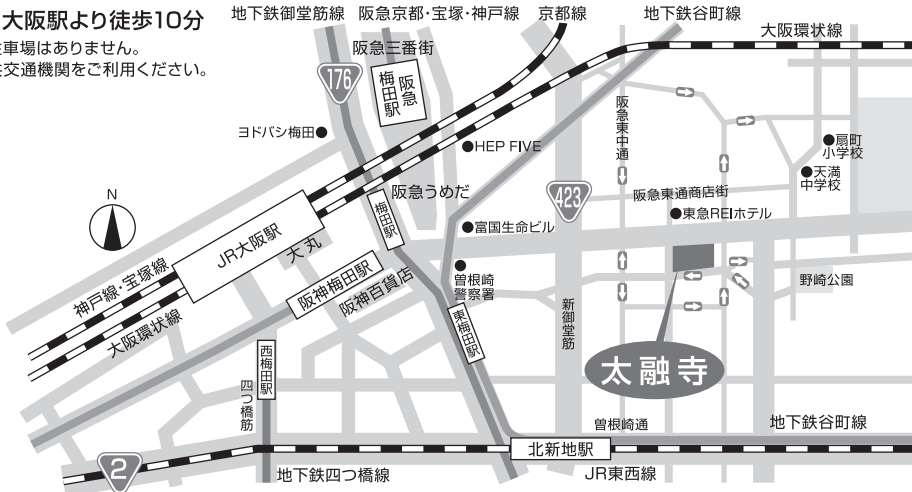 大阪駅より徒歩10分
車場はありません。
交通機関をご利用ください。
地下鉄御堂筋線
阪急京都・宝塚・神戸線
京都線
地下鉄谷町線
大阪環状線
阪急三番街
176
阪急
梅田駅
ヨドバシ梅田
HEP FIVE
阪急東中通
扇町
小学校
天満
中学校
N
阪急うめだ
梅田駅
423
阪急東通商店街
東急REIホテル
富国生命ビル
JR大阪駅
大丸
阪神梅田駅
阪神百貨店
曽根崎
警察署
野崎公園
神戸線・宝塚線
大阪環状線
新御堂筋
東梅田駅
西梅田駅
四つ橋筋
太融寺
曽根崎通
地下鉄谷町線
北新地駅
2
地下鉄四つ橋線
JR東西線